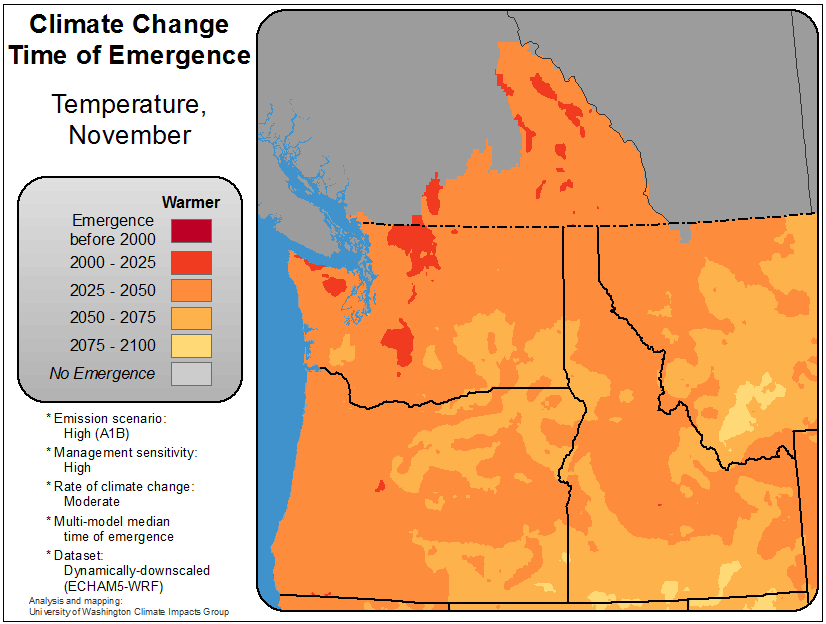 Climate Change
Time of Emergence
Temperature,
November
Warmer
Emergence
before 2000
2000 - 2025
2025 - 2050
2050 - 2075
2075 - 2100
No Emergence
* Emission scenario:
High (A1B)
* Management sensitivity:
High
* Rate of climate change:
Moderate
* Multi-model median
time of emergence
* Dataset:
Dynamically-downscaled
(ECHAM5-WRF)
Analysis and mapping:
University of Washington Climate Impacts Group